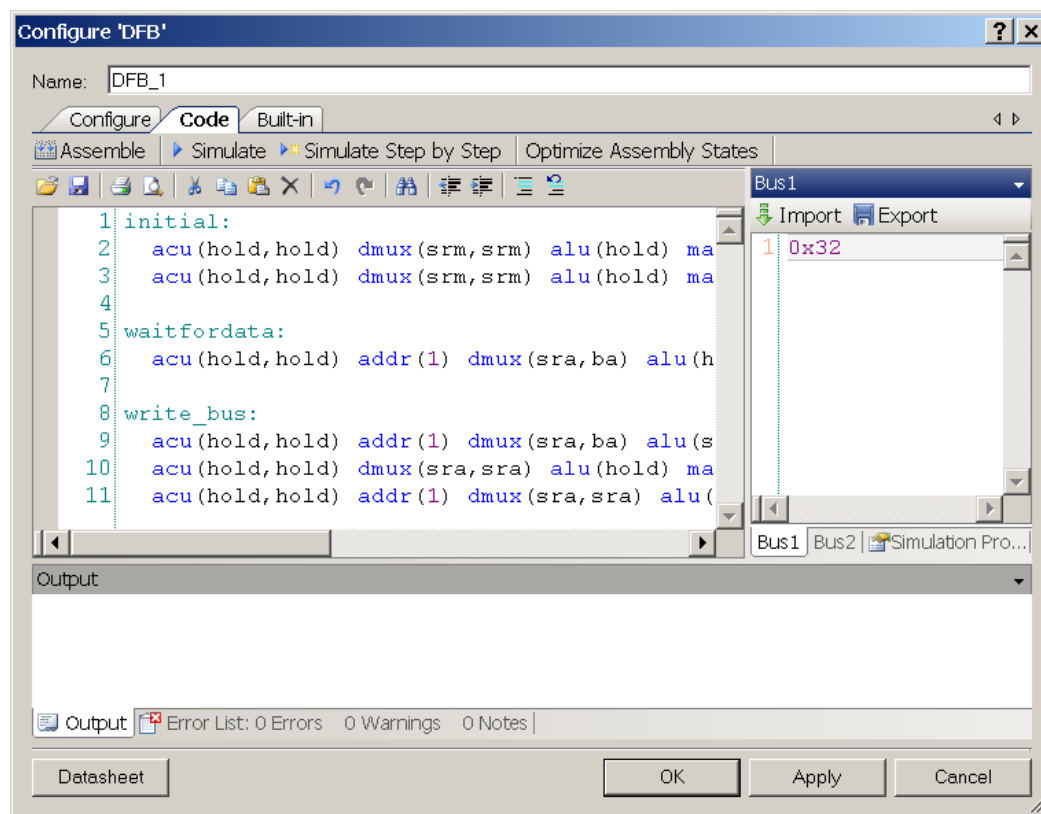 Configure 'DFB'
Name: DFB_1
Configure Code Built-in
Assemble Simulate Simulate Step by Step Optimize Assembly States
Bus1
Import Export
1 0x32
1 initial:
2 acu(hold,hold) dmux(srm,srm) alu(hold) ma
3 acu(hold,hold) dmux(srm,srm) alu(hold) ma
4
5 waitfordata:
6 acu(hold,hold) addr(1) dmux(sra,ba) alu(h
7
8 write_bus:
9 acu(hold,hold) addr(1) dmux(sra,ba) alu(s
10 acu(hold,hold) dmux(sra,sra) alu(hold) ma
11 acu(hold,hold) addr(1) dmux(sra,sra) alu(
Bus1 Bus2 Simulation Pro...
Output
Output Error List: 0 Errors 0 Warnings 0 Notes
Datasheet OK Apply Cancel